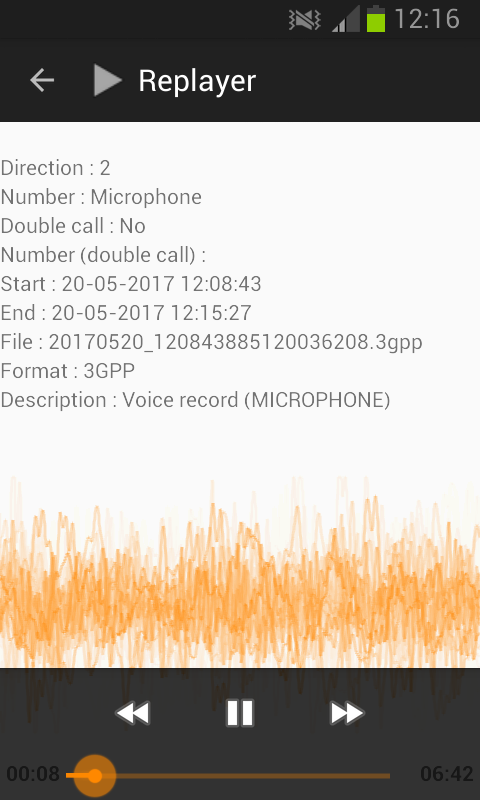 12:16
Replayer
Direction : 2
Number : Microphone
Double call : No
Number (double call) :
Start : 20-05-2017 12:08:43
End : 20-05-2017 12:15:27
File : 20170520_120843885120036208.3gpp
Format : 3GPP
Description : Voice record (MICROPHONE)
00:08 06:42